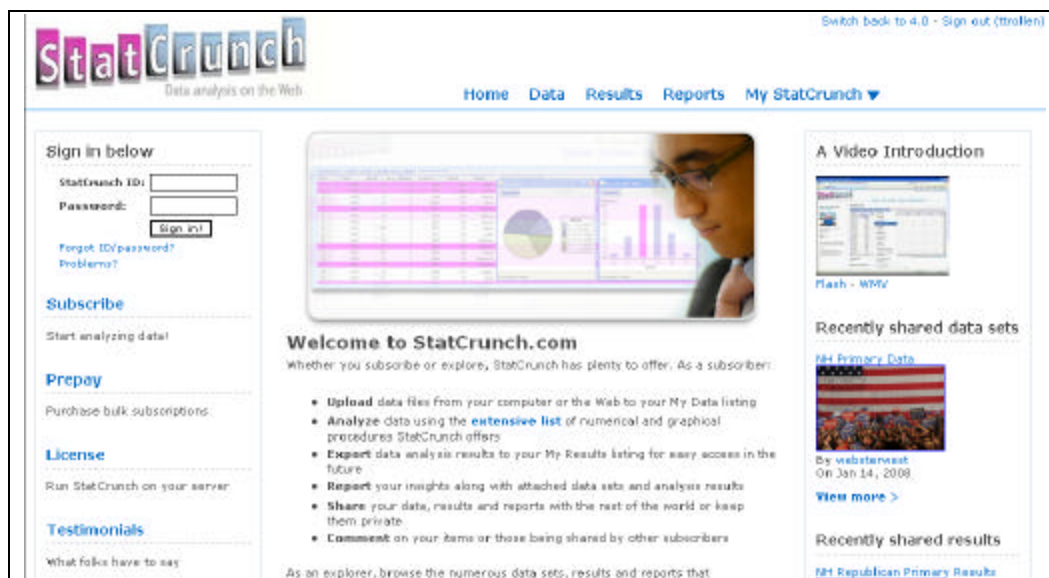 Switch back to 4.0 - Sign out (ttrollen)
StatCrunch
Data analysis on the Web
Home Data Results Reports My StatCrunch ▼
Sign in below
StatCrunch ID:
Password:
Sign in!
Forgot ID/password?
Problems?
Subscribe
Start analyzing data!
Prepay
Purchase bulk subscriptions
License
Run StatCrunch on your server
Testimonials
What folks have to say
Welcome to StatCrunch.com
Whether you subscribe or explore, StatCrunch has plenty to offer. As a subscriber:
• Upload data files from your computer or the Web to your My Data listing
• Analyze data using the extensive list of numerical and graphical
procedures StatCrunch offers
• Export data analysis results to your My Results listing for easy access in the
future
• Report your insights along with attached data sets and analysis results
• Share your data, results and reports with the rest of the world or keep
them private
• Comment on your items or those being shared by other subscribers
As an explorer, browse the numerous data sets, results and reports that
A Video Introduction
Flash - WMV
Recently shared data sets
NH Primary Data
By websterwest
On Jan 14, 2008
View more >
Recently shared results
NH Republican Primary Results